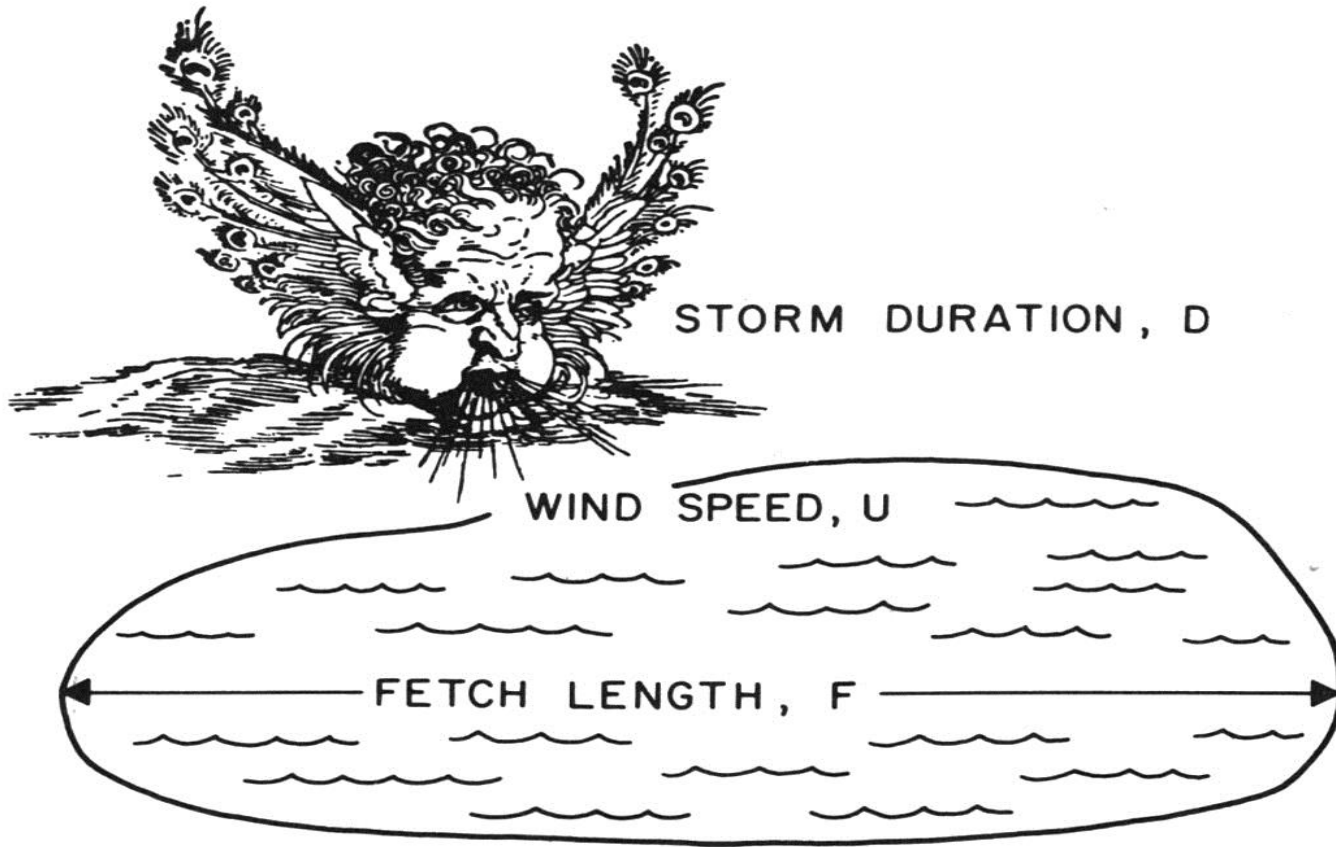 STORM DURATION, D
WIND SPEED, U
FETCH LENGTH, F